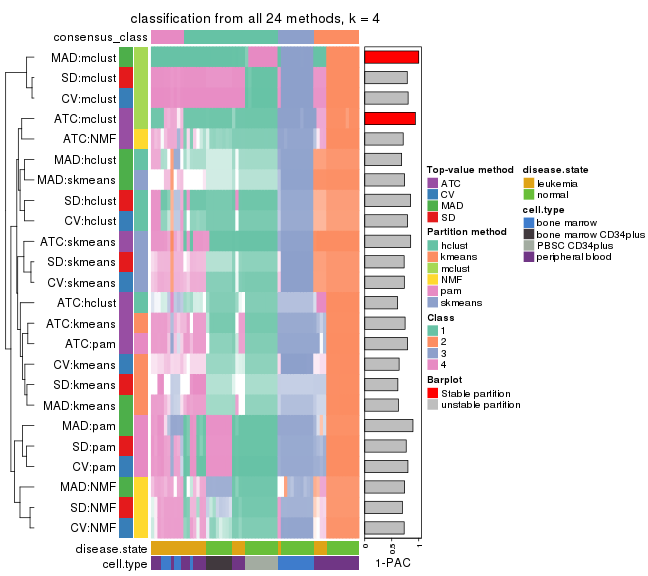 classification from all 24 methods, k = 4
consensus_class
MAD:mclust
SD:mclust
CV:mclust
ATC:mclust
ATC:NMF
MAD:hclust
MAD:skmeans
SD:hclust
CV:hclust
ATC:skmeans
SD:skmeans
CV:skmeans
ATC:hclust
ATC:kmeans
ATC:pam
CV:kmeans
SD:kmeans
MAD:kmeans
MAD:pam
SD:pam
CV:pam
MAD:NMF
SD:NMF
CV:NMF
disease.state
cell.type
0
0.5
1
1-PAC
Top-value method
ATC
CV
MAD
SD
Partition method
hclust
kmeans
mclust
NMF
pam
skmeans
Class
1
2
3
4
Barplot
Stable partition
unstable partition
disease.state
leukemia
normal
cell.type
bone marrow
bone marrow CD34plus
PBSC CD34plus
peripheral blood